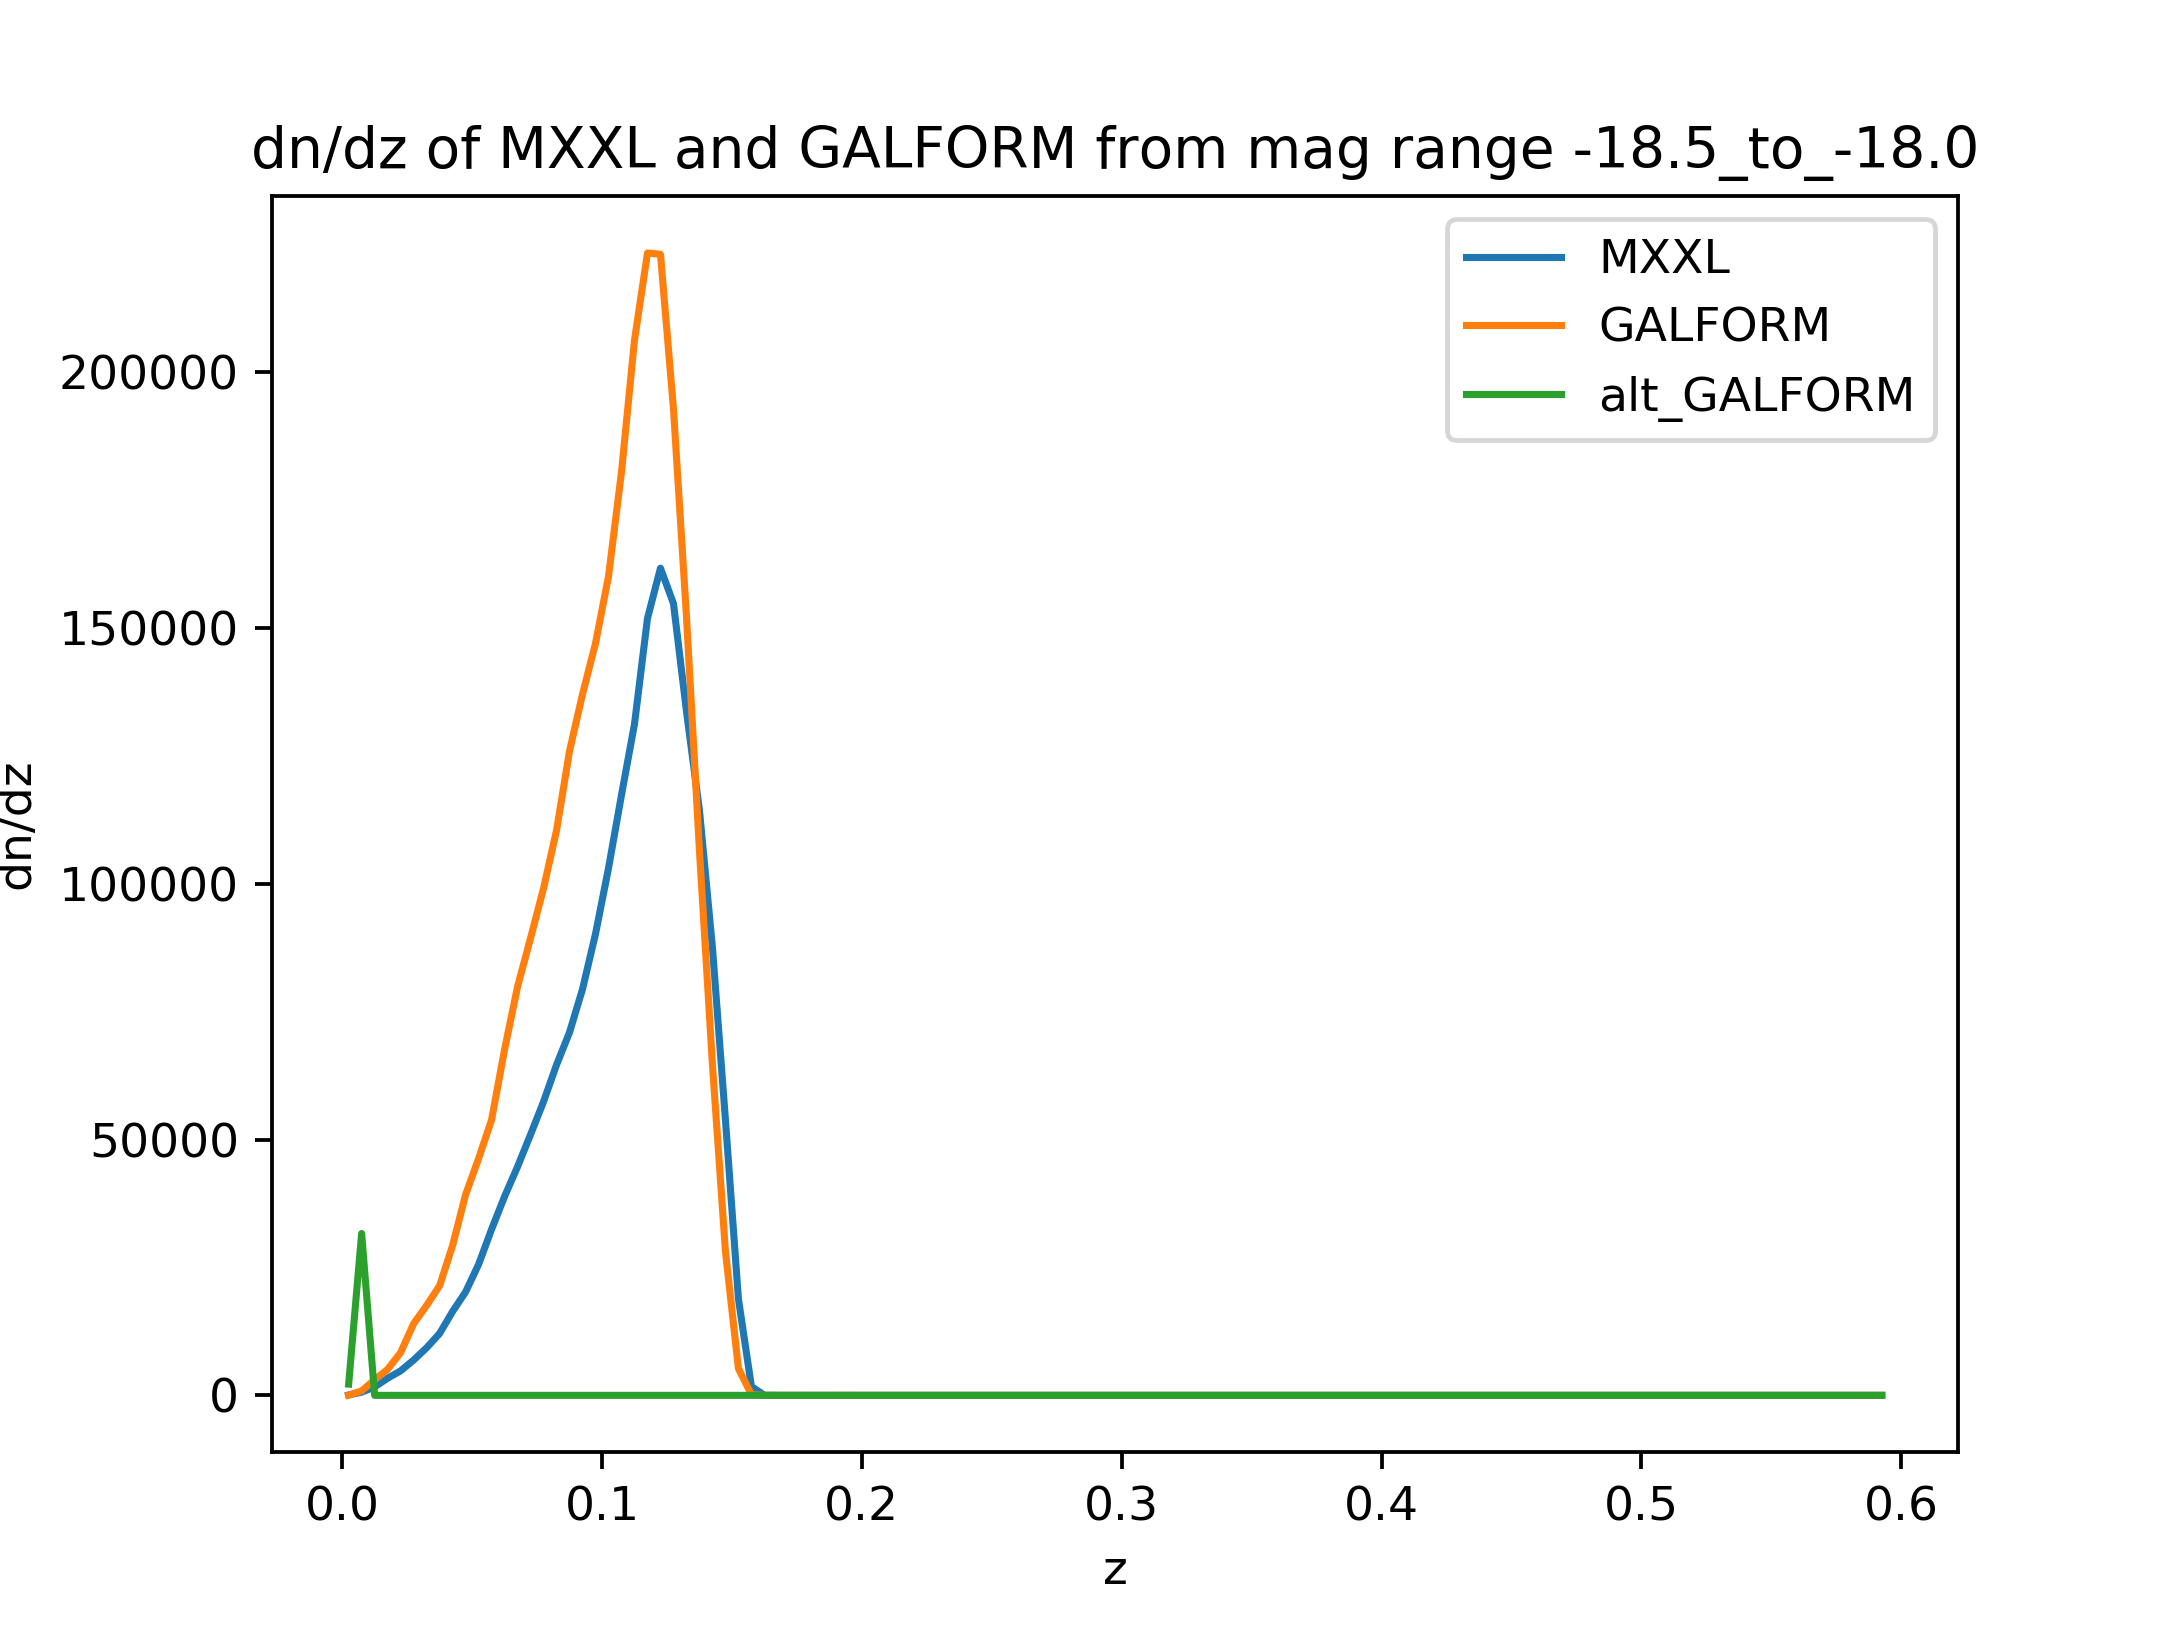 dn/dz of MXXL and GALFORM from mag range -18.5_to_-18.0
MXXL
GALFORM
alt_GALFORM
200000
150000
100000
50000
0
dn/dz
0.0 0.1 0.2 0.3 0.4 0.5 0.6
z